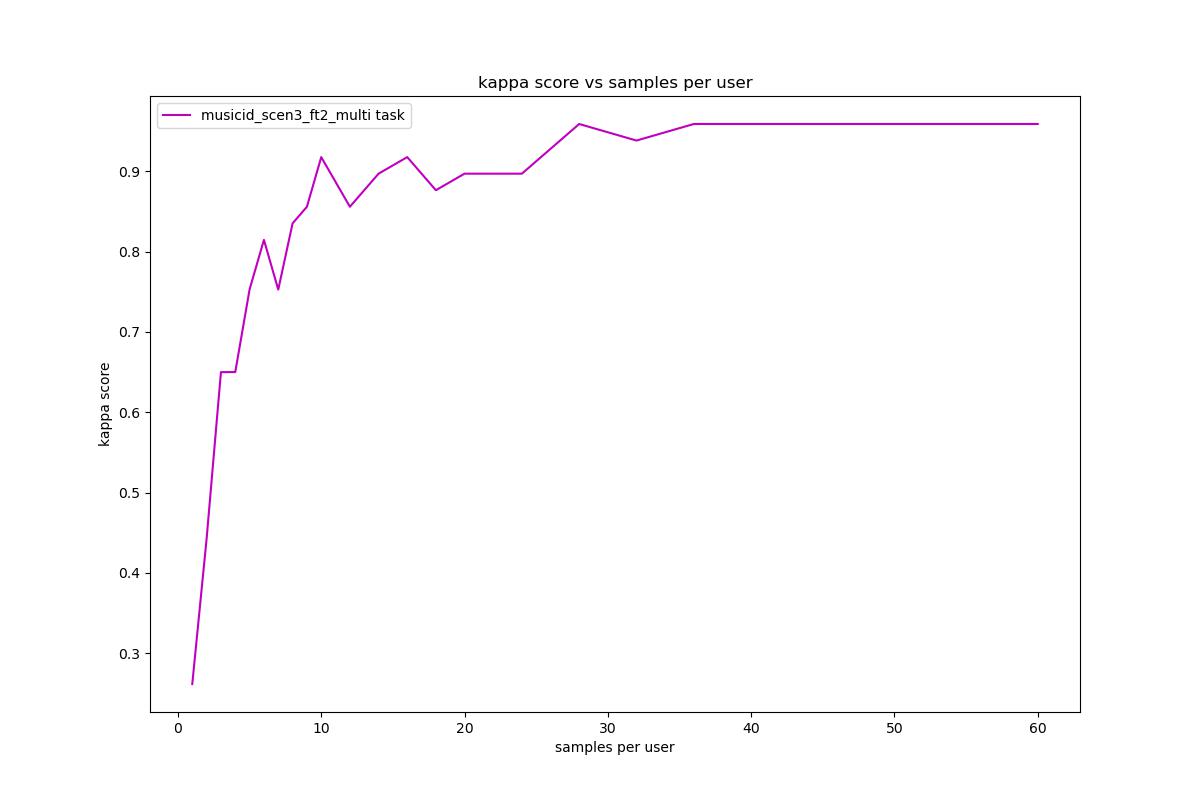 kappa score vs samples per user
musicid_scen3_ft2_multi task
kappa score
0.9
0.8
0.7
0.6
0.5
0.4
0.3
0 10 20 30 40 50 60
samples per user